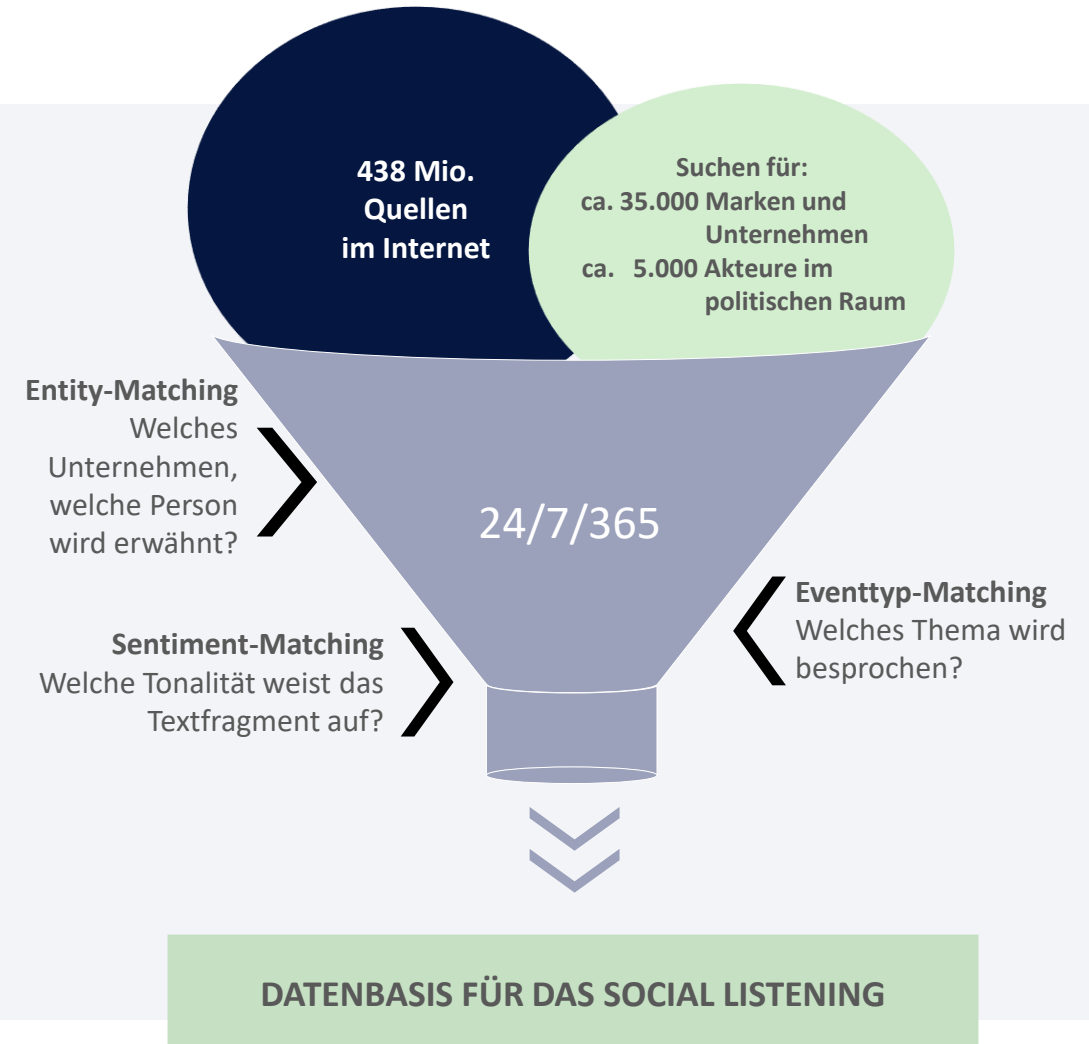 438 Mio.
Quellen
im Internet
Suchen für:
ca. 35.000 Marken und
Unternehmen
ca. 5.000 Akteure im
politischen Raum
Entity-Matching
Welches
Unternehmen,
welche Person
wird erwähnt?
24/7/365
Eventtyp-Matching
Welches Thema wird
besprochen?
Sentiment-Matching
Welche Tonalität weist das
Textfragment auf?
DATENBASIS FÜR DAS SOCIAL LISTENING